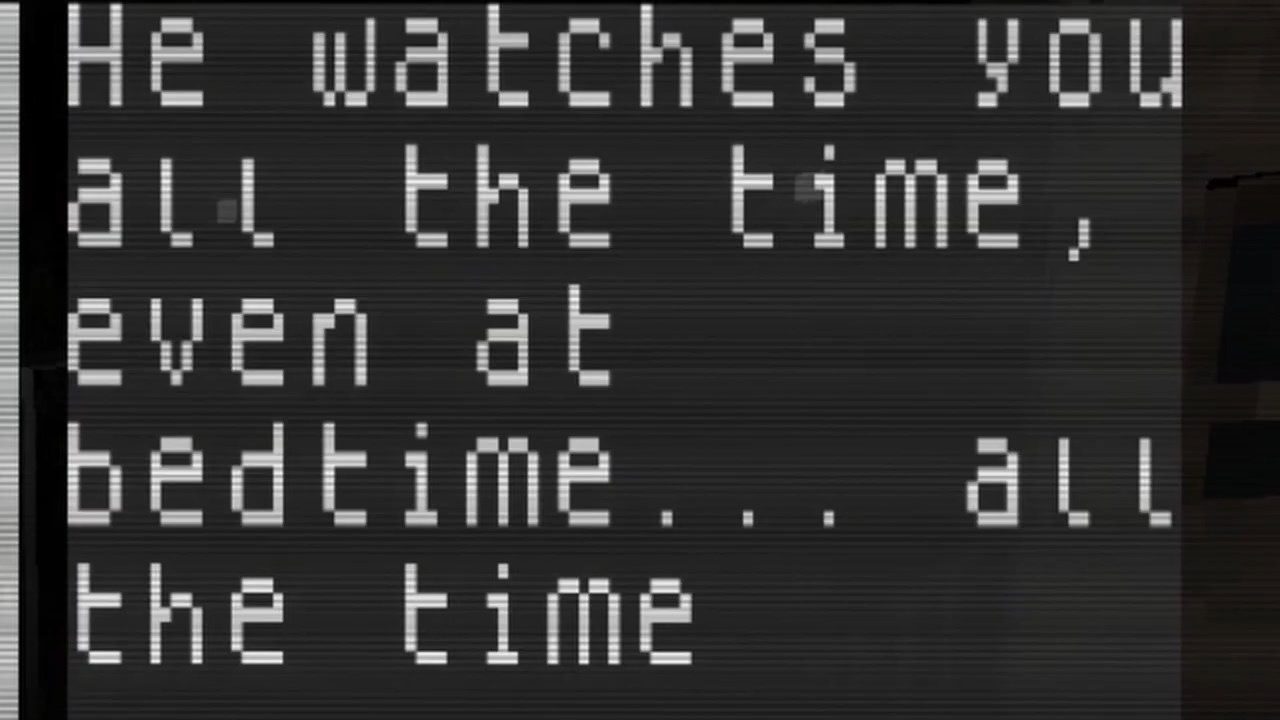 He watches you
all the time,
even at
bedtime... all
the time